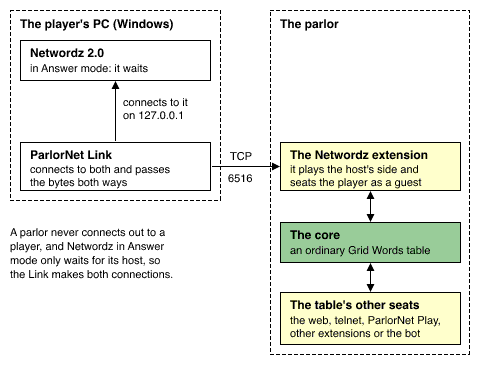 The player's PC (Windows)
Networdz 2.0
in Answer mode: it waits
connects to it
on 127.0.0.1
ParlorNet Link
connects to both and passes
the bytes both ways
A parlor never connects out to a
player, and Networdz in Answer
mode only waits for its host, so
the Link makes both connections.
TCP
6516
The parlor
The Networdz extension
it plays the host's side and
seats the player as a guest
The core
an ordinary Grid Words table
The table's other seats
the web, telnet, ParlorNet Play,
other extensions or the bot